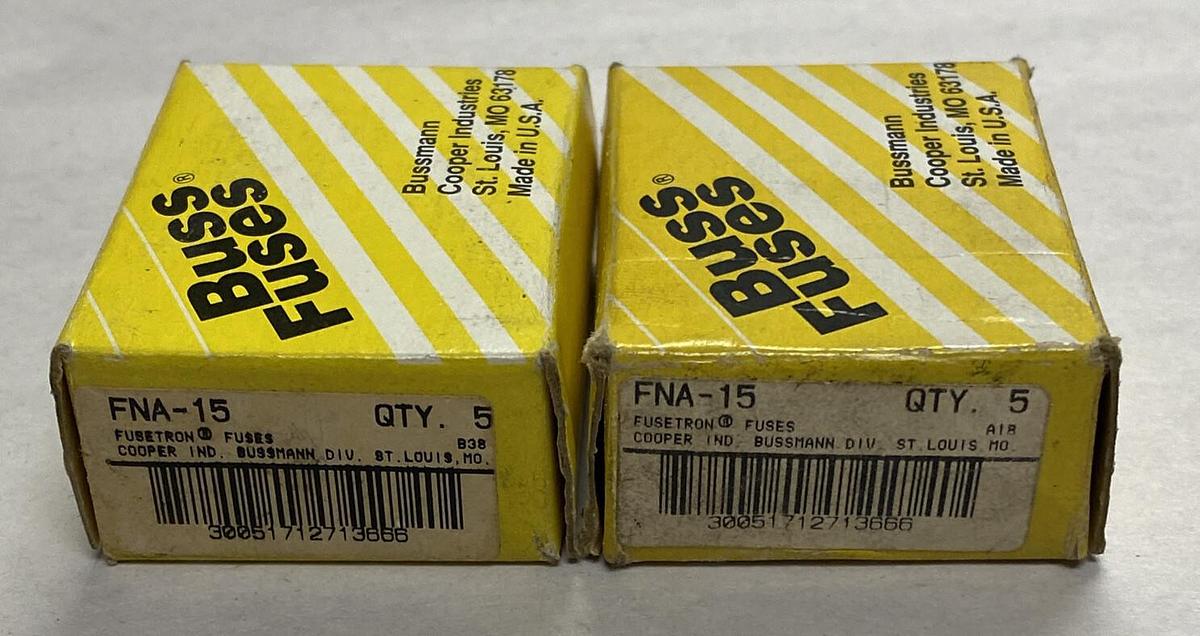 Buss®
Fuses
Bussmann
Cooper Industries
St. Louis, MO 63178
Made in U.S.A.
FNA-15 QTY. 5
FUSETRON® FUSES B38
COOPER IND. BUSSMANN DIV. ST.LOUIS,MO.
30051712713666
Buss®
Fuses
Bussmann
Cooper Industries
St. Louis, MO 63178
Made in U.S.A.
FNA-15 QTY. 5
FUSETRON® FUSES A18
COOPER IND. BUSSMANN DIV. ST.LOUIS MO.
30051712713666